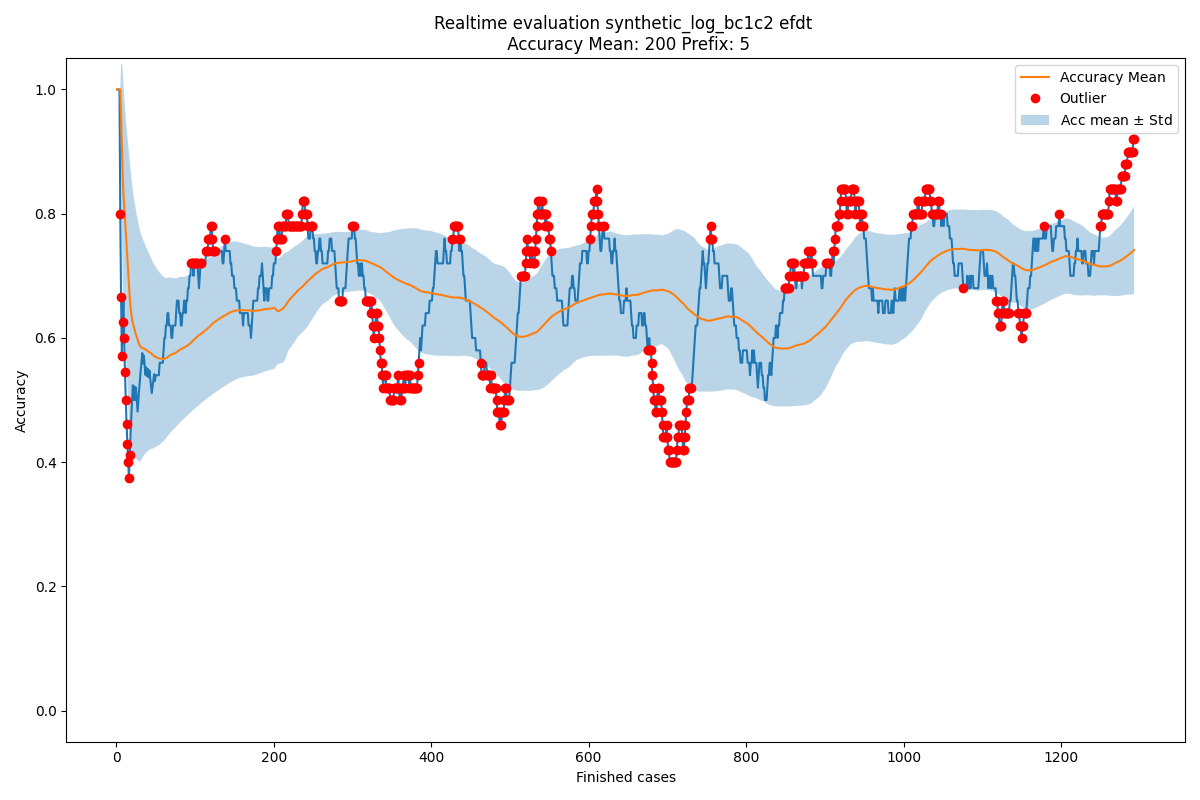 Realtime evaluation synthetic_log_bc1c2 efdt
Accuracy Mean: 200 Prefix: 5
Accuracy Mean
Outlier
Acc mean ± Std
Accuracy
1.0
0.8
0.6
0.4
0.2
0.0
0 200 400 600 800 1000 1200
Finished cases